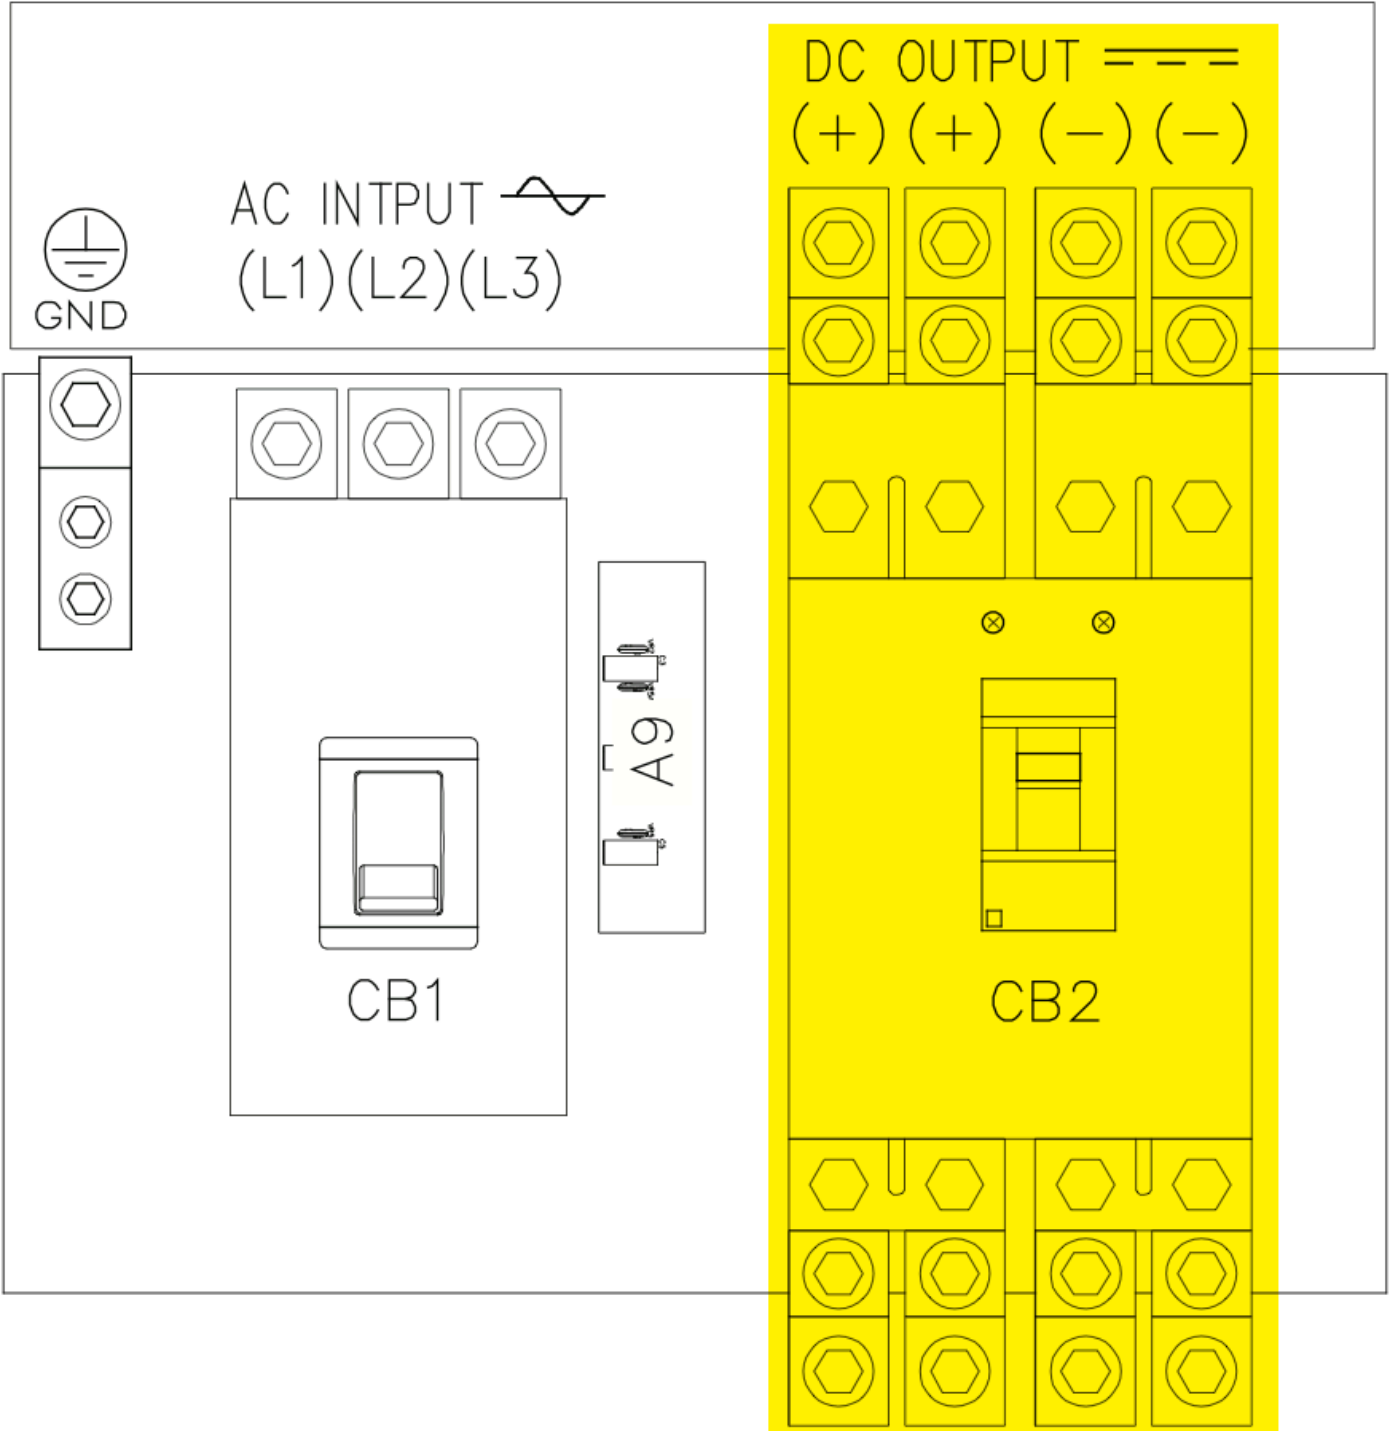 DC OUTPUT
(+) (+) (-) (-)
AC INTPUT
(L1) (L2) (L3)
GND
A9
CB1
CB2